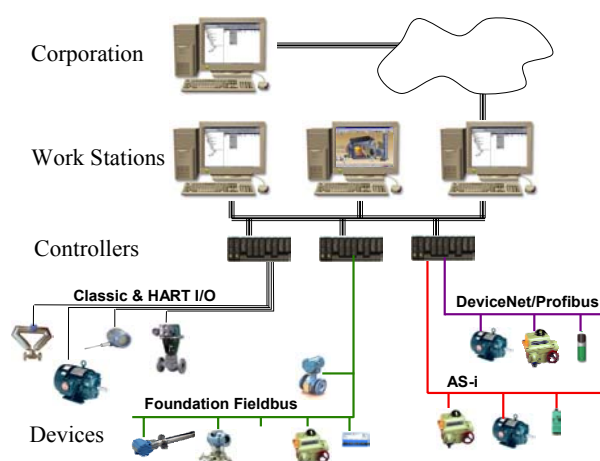 Corporation
Work Stations
Controllers
Classic & HART I/O
DeviceNet/Profibus
AS-i
Foundation Fieldbus
Devices